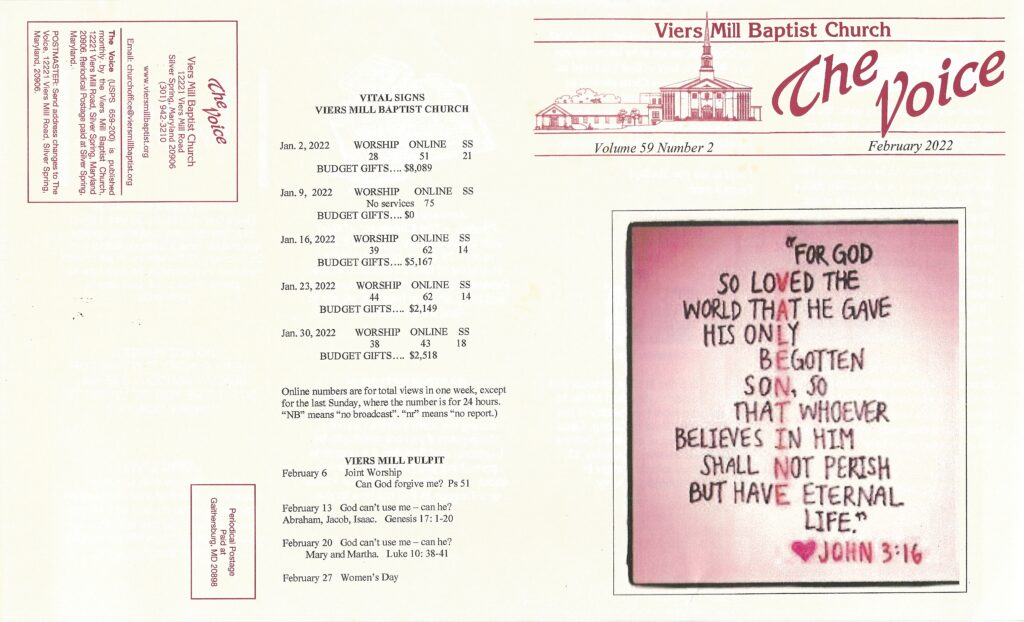 The Voice
Viers Mill Baptist Church
12221 Viers Mill Road
Silver Spring, Maryland 20906
(301) 942-3210
www.viersmillbaptist.org
Email: churchoffice@viersmillbaptist.org
The Voice (USPS 659-200) is published
monthly by the Viers Mill Baptist Church,
12221 Viers Mill Road, Silver Spring, Maryland
20906. Periodical Postage paid at Silver Spring,
Maryland.
POSTMASTER: Send address changes to The
Voice, 12221 Viers Mill Road, Silver Spring,
Maryland, 20906.
Periodical Postage
Paid at
Gaithersburg, MD 20898
VITAL SIGNS
VIERS MILL BAPTIST CHURCH
Jan. 2, 2022 WORSHIP ONLINE SS
28 51 21
BUDGET GIFTS…. $8,089
Jan. 9, 2022 WORSHIP ONLINE SS
No services 75
BUDGET GIFTS…. $0
Jan. 16, 2022 WORSHIP ONLINE SS
39 62 14
BUDGET GIFTS…. $5,167
Jan. 23, 2022 WORSHIP ONLINE SS
44 62 14
BUDGET GIFTS…. $2,149
Jan. 30, 2022 WORSHIP ONLINE SS
38 43 18
BUDGET GIFTS…. $2,518
Online numbers are for total views in one week, except
for the last Sunday, where the number is for 24 hours.
“NB” means “no broadcast”. “nr” means “no report.)
VIERS MILL PULPIT
February 6 Joint Worship
Can God forgive me? Ps 51
February 13 God can’t use me – can he?
Abraham, Jacob, Isaac. Genesis 17: 1-20
February 20 God can’t use me – can he?
Mary and Martha. Luke 10: 38-41
February 27 Women’s Day
Viers Mill Baptist Church
The Voice
Volume 59 Number 2 February 2022
“FOR GOD
SO LOVED THE
WORLD THAT HE GAVE
HIS ONLY
BEGOTTEN
SON, SO
THAT WHOEVER
BELIEVES IN HIM
SHALL NOT PERISH
BUT HAVE ETERNAL
LIFE.”
JOHN 3:16